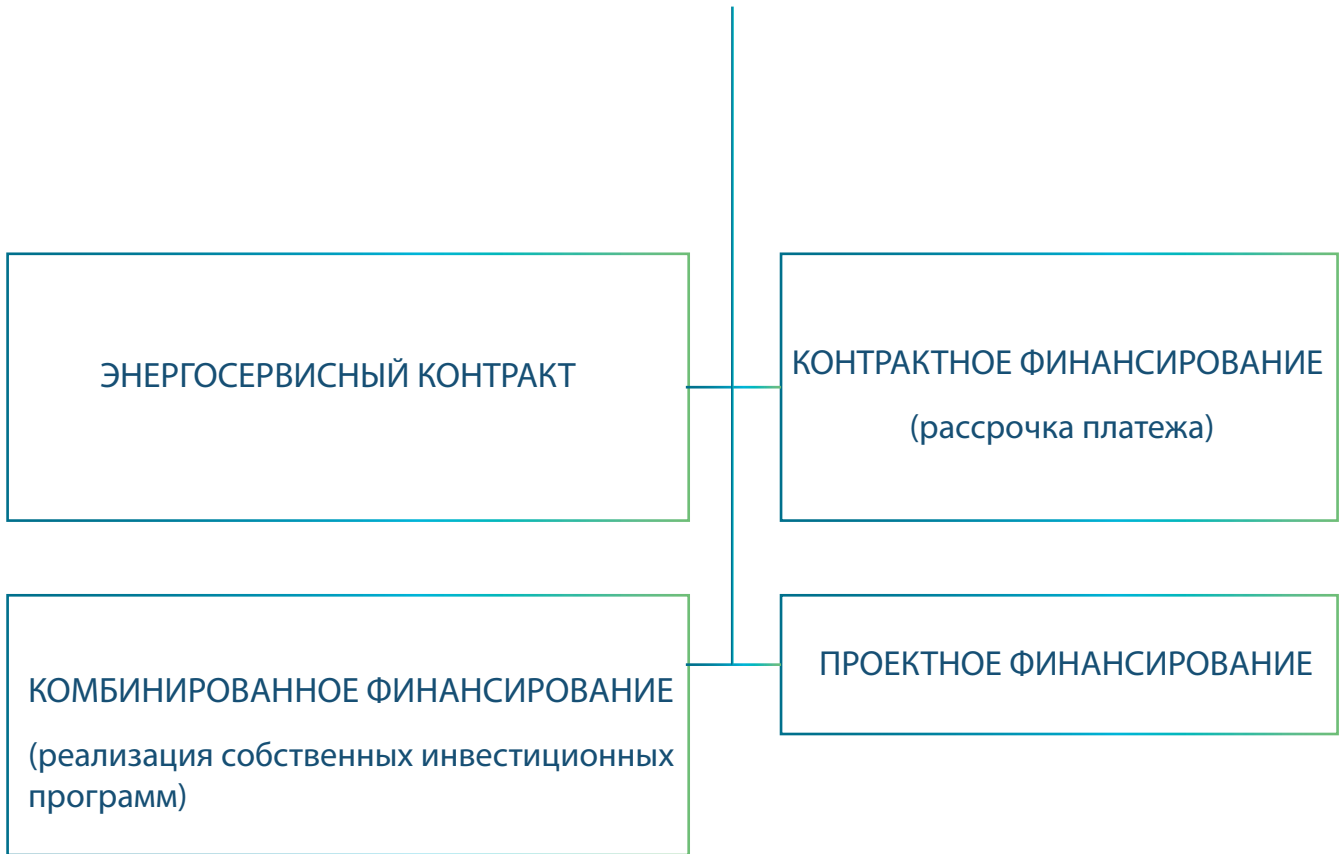 ЭНЕРГОСЕРВИСНЫЙ КОНТРАКТ
КОНТРАКТНОЕ ФИНАНСИРОВАНИЕ
(рассрочка платежа)
КОМБИНИРОВАННОЕ ФИНАНСИРОВАНИЕ
(реализация собственных инвестиционных
программ)
ПРОЕКТНОЕ ФИНАНСИРОВАНИЕ